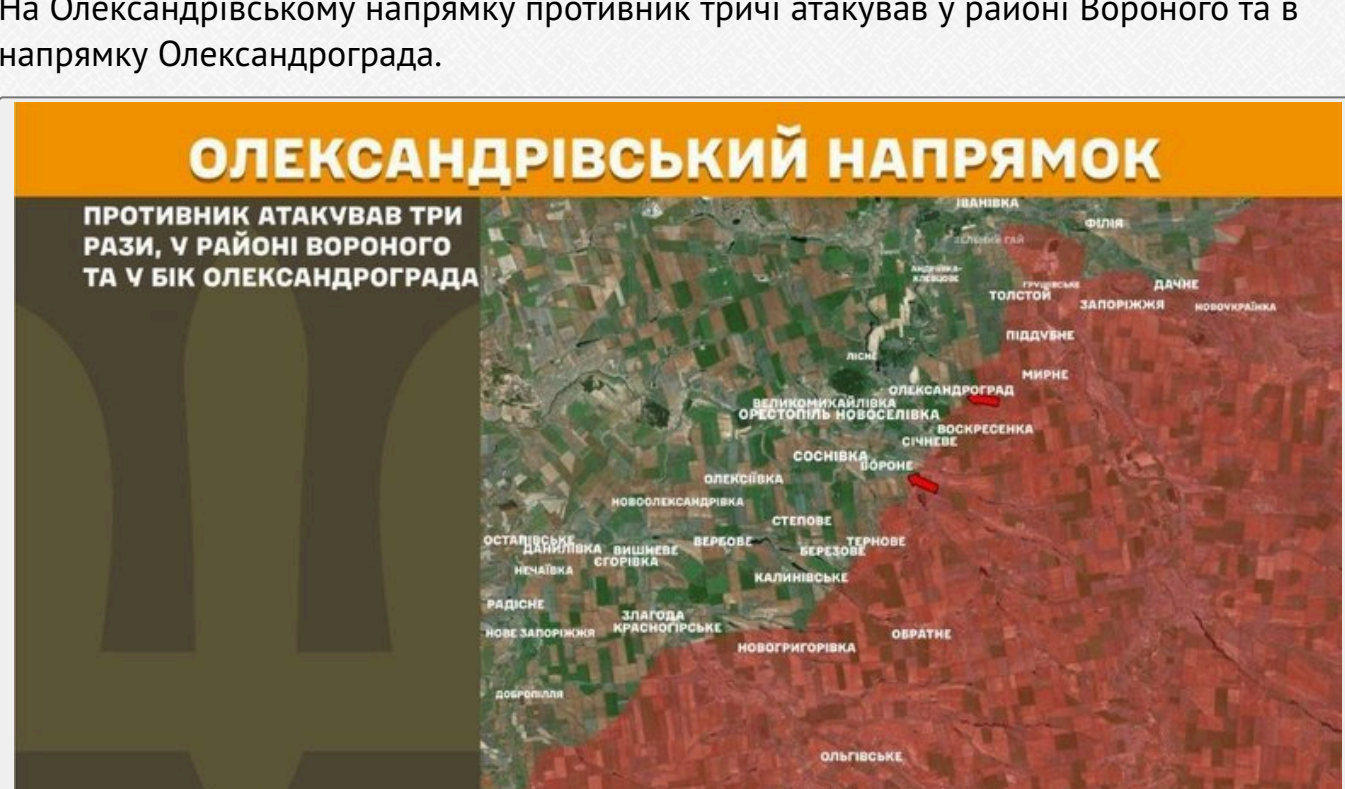 На Олександрівському напрямку противник тричі атакував у районі Вороного та в
напрямку Олександрограда.
ОЛЕКСАНДРІВСЬКИЙ НАПРЯМОК
ПРОТИВНИК АТАКУВАВ ТРИ
РАЗИ, У РАЙОНІ ВОРОНОГО
ТА У БІК ОЛЕКСАНДРОГРАДА
ІВАНІВКА
ФІЛІЯ
ЗЕЛЕНИЙ ГАЙ
АНДРІЇВКА-
КЛЕВЦОВЕ
ГРУШІВСЬКЕ
ТОЛСТОЙ
ДАЧНЕ
ЗАПОРІЖЖЯ
НОВОУКРАЇНКА
ПІДДУБНЕ
ЛІСНЕ
МИРНЕ
ОЛЕКСАНДРОГРАД
ВЕЛИКОМИХАЙЛІВКА
ОРЕСТОПІЛЬ НОВОСЕЛІВКА
ВОСКРЕСЕНКА
СІЧНЕВЕ
СОСНІВКА
ВОРОНЕ
ОЛЕКСІЇВКА
НОВООЛЕКСАНДРІВКА
СТЕПОВЕ
ОСТАПІВСЬКЕ
ДАНИЛІВКА
ВИШНЕВЕ
ВЕРБОВЕ
ТЕРНОВЕ
БЕРЕЗОВЕ
ЄГОРІВКА
НЕЧАЇВКА
КАЛИНІВСЬКЕ
РАДІСНЕ
ЗЛАГОДА
КРАСНОГІРСЬКЕ
НОВЕ ЗАПОРІЖЖЯ
ОБРАТНЕ
НОВОГРИГОРІВКА
ДОБРОПІЛЛЯ
ОЛЬГІВСЬКЕ